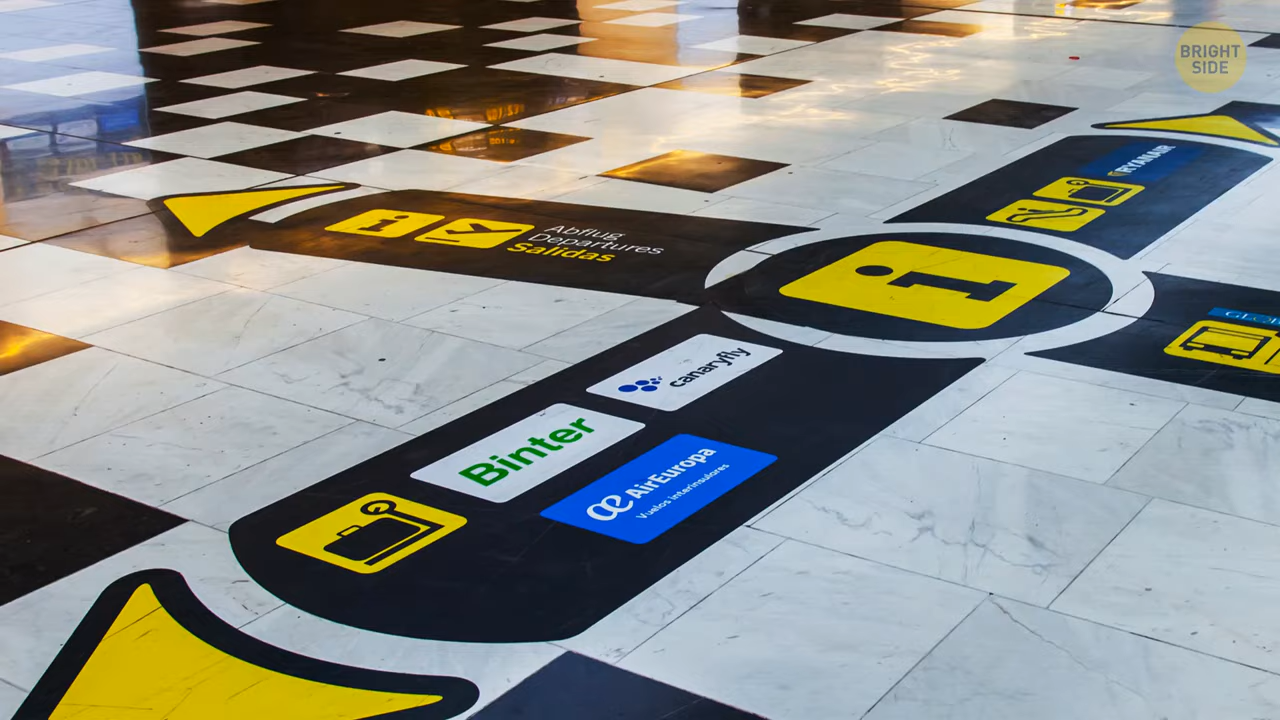 BRIGHT
SIDE
RYANAIR
Abflug
Departures
Salidas
i
i
canaryfly
Binter
AirEuropa
Vuelos interinsulares